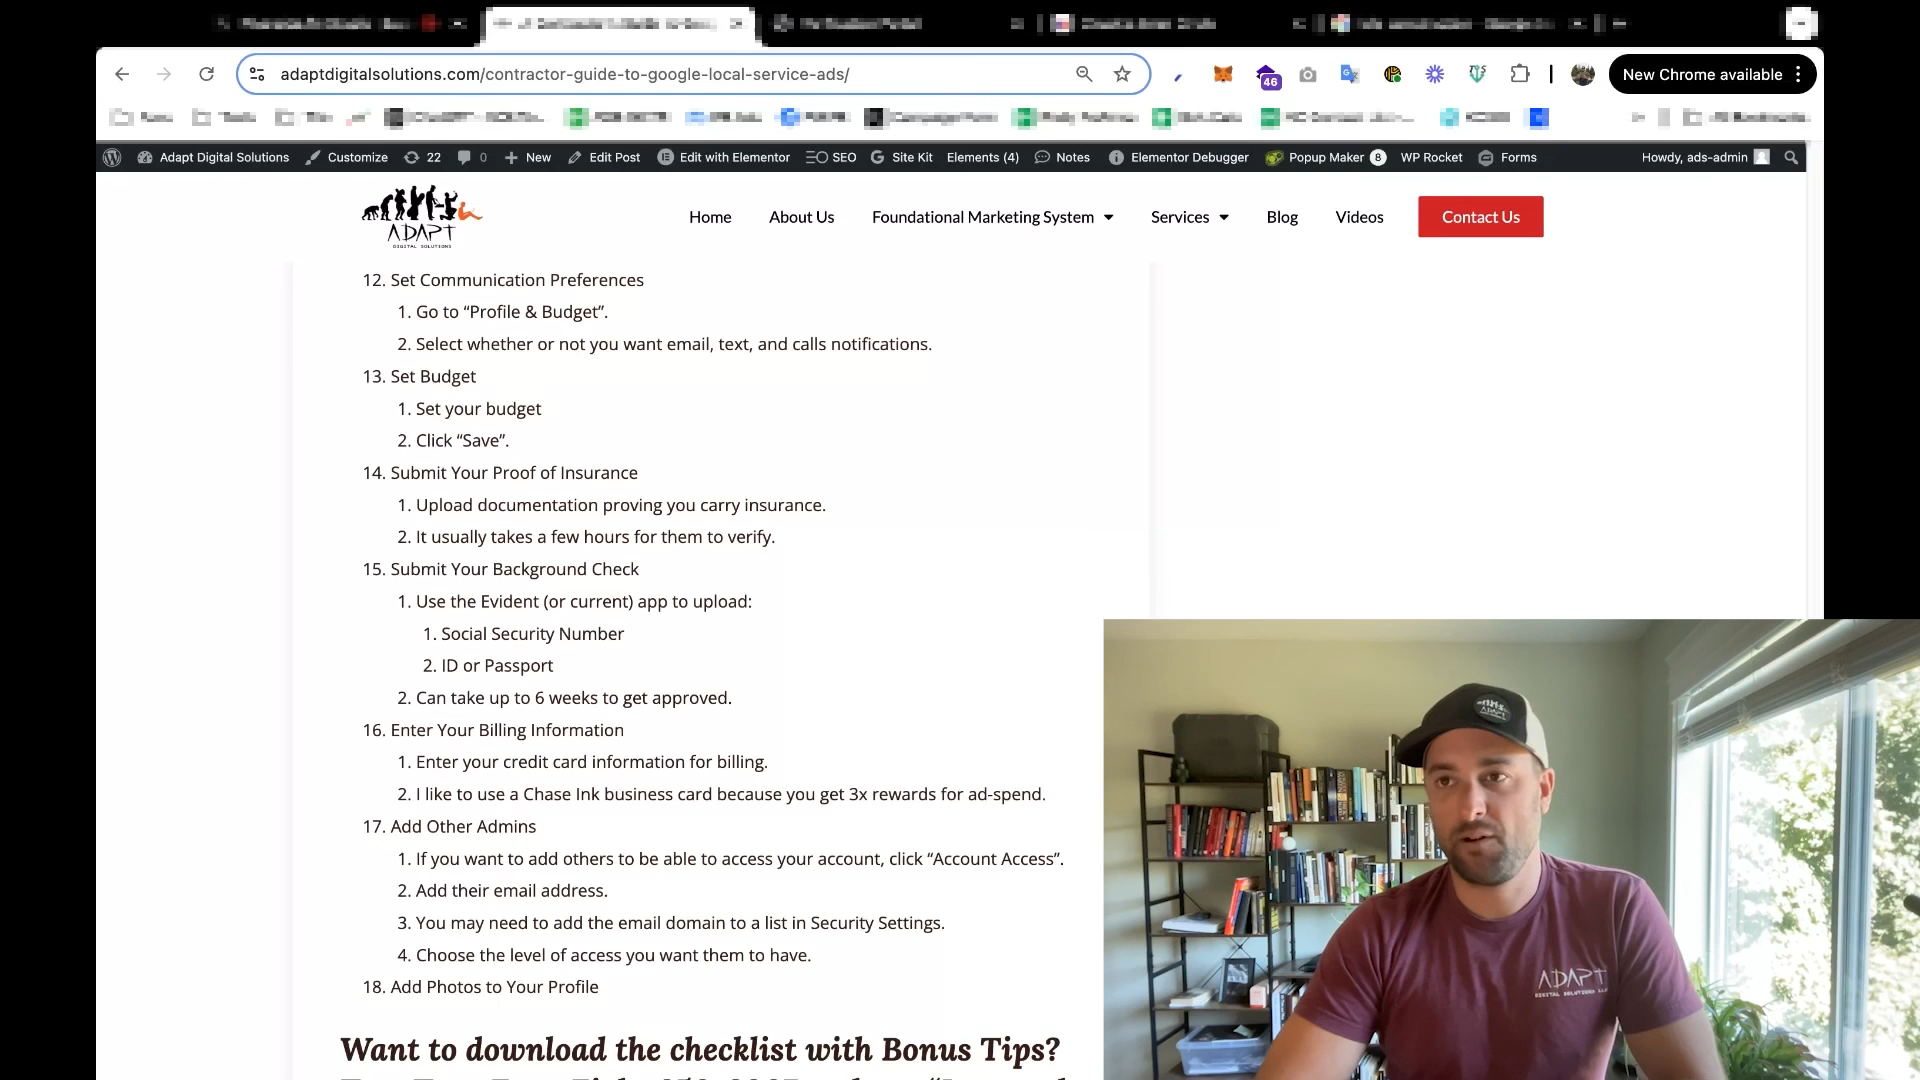 adaptdigitalsolutions.com/contractor-guide-to-google-local-service-ads/
46
New Chrome available
Adapt Digital Solutions
Customize
22
0
New
Edit Post
Edit with Elementor
SEO
Site Kit
Elements (4)
Notes
Elementor Debugger
Popup Maker 8
WP Rocket
Forms
Howdy, ads-admin
ADAPT
DIGITAL SOLUTIONS
Home
About Us
Foundational Marketing System
Services
Blog
Videos
Contact Us
12. Set Communication Preferences
1. Go to “Profile & Budget”.
2. Select whether or not you want email, text, and calls notifications.
13. Set Budget
1. Set your budget
2. Click “Save”.
14. Submit Your Proof of Insurance
1. Upload documentation proving you carry insurance.
2. It usually takes a few hours for them to verify.
15. Submit Your Background Check
1. Use the Evident (or current) app to upload:
1. Social Security Number
2. ID or Passport
2. Can take up to 6 weeks to get approved.
16. Enter Your Billing Information
1. Enter your credit card information for billing.
2. I like to use a Chase Ink business card because you get 3x rewards for ad-spend.
17. Add Other Admins
1. If you want to add others to be able to access your account, click “Account Access”.
2. Add their email address.
3. You may need to add the email domain to a list in Security Settings.
4. Choose the level of access you want them to have.
18. Add Photos to Your Profile
Want to download the checklist with Bonus Tips?
ADAPT
ADAPT
DIGITAL SOLUTIONS LLC